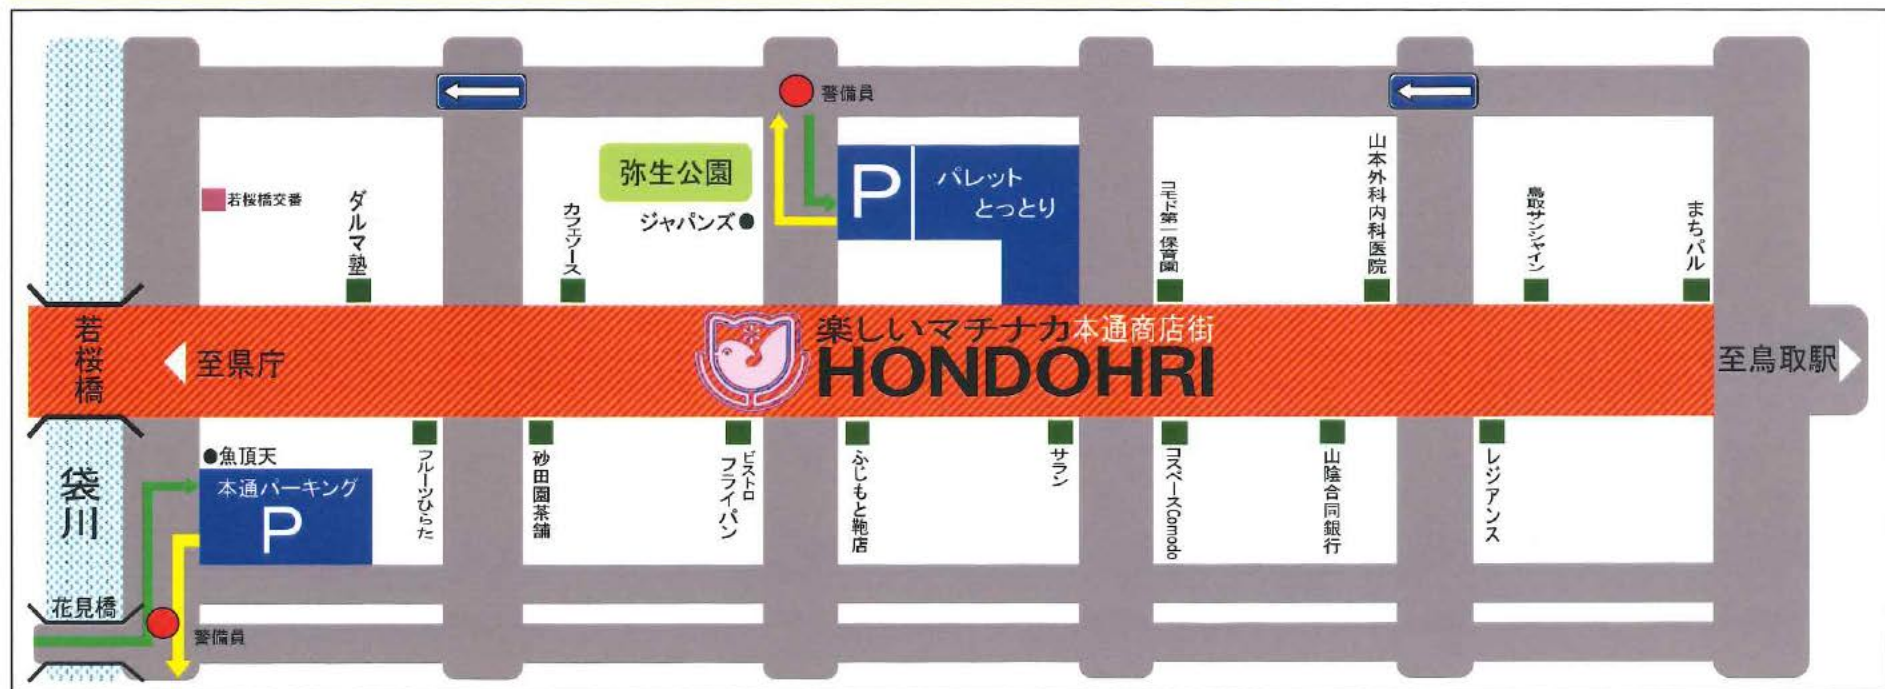 警備員
若桜橋交番
ダルマ塾
カフェソース
弥生公園
ジャパンズ
P
パレット
とっとり
コモド第一保育園
山本外科内科医院
鳥取サンシャイン
まちパル
若桜橋
至県庁
楽しいマチナカ本通商店街
HONDOHRI
至鳥取駅
袋川
魚頂天
本通パーキング
P
フルーツひらた
砂田園茶舗
ビストロ
フライパン
ふじもと鞄店
サラン
コスペースComodo
山陰合同銀行
レジアンス
花見橋
警備員